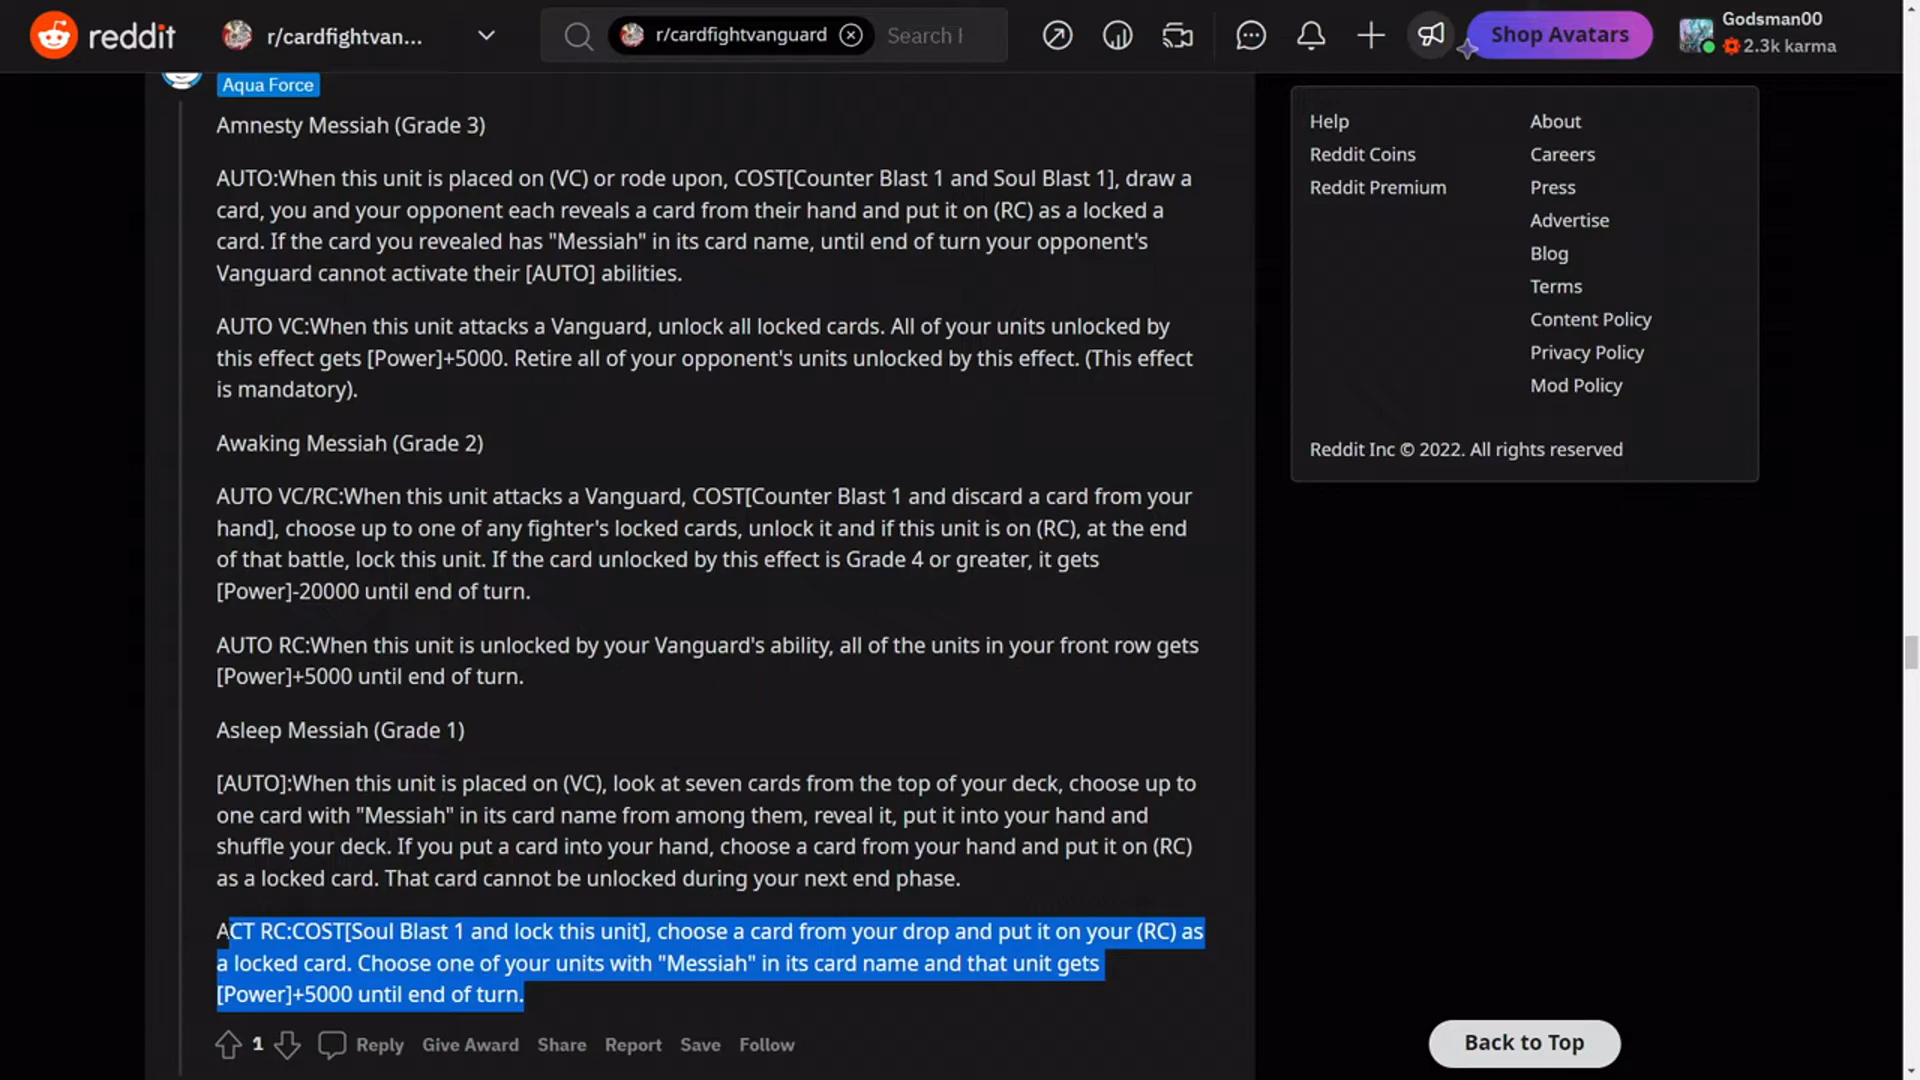 reddit r/cardfightvan... r/cardfightvanguard Search Shop Avatars Godsman00
2.3k karma
Aqua Force
Amnesty Messiah (Grade 3)
AUTO:When this unit is placed on (VC) or rode upon, COST[Counter Blast 1 and Soul Blast 1], draw a
card, you and your opponent each reveals a card from their hand and put it on (RC) as a locked a
card. If the card you revealed has "Messiah" in its card name, until end of turn your opponent's
Vanguard cannot activate their [AUTO] abilities.
AUTO VC:When this unit attacks a Vanguard, unlock all locked cards. All of your units unlocked by
this effect gets [Power]+5000. Retire all of your opponent's units unlocked by this effect. (This effect
is mandatory).
Awaking Messiah (Grade 2)
AUTO VC/RC:When this unit attacks a Vanguard, COST[Counter Blast 1 and discard a card from your
hand], choose up to one of any fighter's locked cards, unlock it and if this unit is on (RC), at the end
of that battle, lock this unit. If the card unlocked by this effect is Grade 4 or greater, it gets
[Power]-20000 until end of turn.
AUTO RC:When this unit is unlocked by your Vanguard's ability, all of the units in your front row gets
[Power]+5000 until end of turn.
Asleep Messiah (Grade 1)
[AUTO]:When this unit is placed on (VC), look at seven cards from the top of your deck, choose up to
one card with "Messiah" in its card name from among them, reveal it, put it into your hand and
shuffle your deck. If you put a card into your hand, choose a card from your hand and put it on (RC)
as a locked card. That card cannot be unlocked during your next end phase.
ACT RC:COST[Soul Blast 1 and lock this unit], choose a card from your drop and put it on your (RC) as
a locked card. Choose one of your units with "Messiah" in its card name and that unit gets
[Power]+5000 until end of turn.
1 Reply Give Award Share Report Save Follow
Help About
Reddit Coins Careers
Reddit Premium Press
Advertise
Blog
Terms
Content Policy
Privacy Policy
Mod Policy
Reddit Inc © 2022. All rights reserved
Back to Top